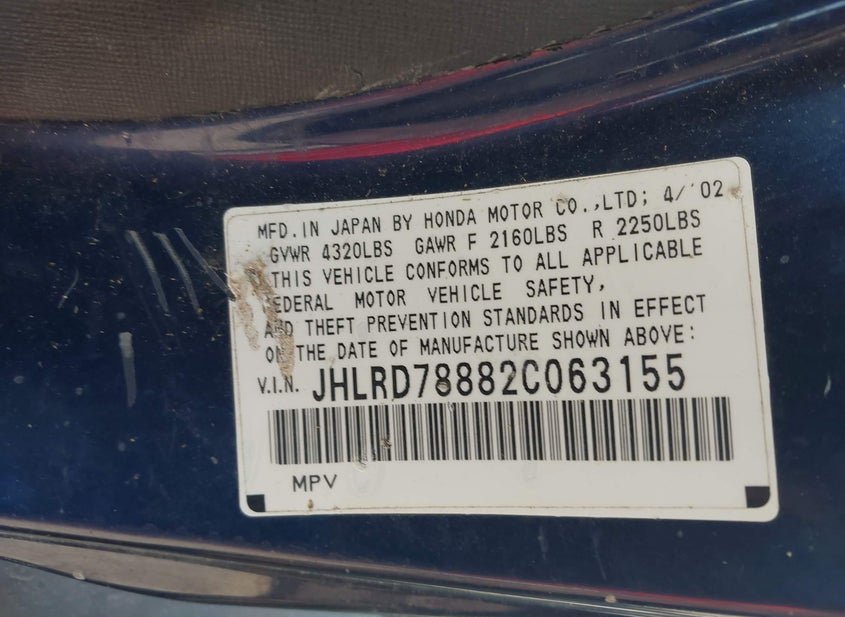 MFD. IN JAPAN BY HONDA MOTOR CO.,LTD; 4/'02
GVWR 4320LBS GAWR F 2160LBS R 2250LBS
THIS VEHICLE CONFORMS TO ALL APPLICABLE
FEDERAL MOTOR VEHICLE SAFETY,
AND THEFT PREVENTION STANDARDS IN EFFECT
ON THE DATE OF MANUFACTURE SHOWN ABOVE:
V.I.N. JHLRD78882C063155
MPV